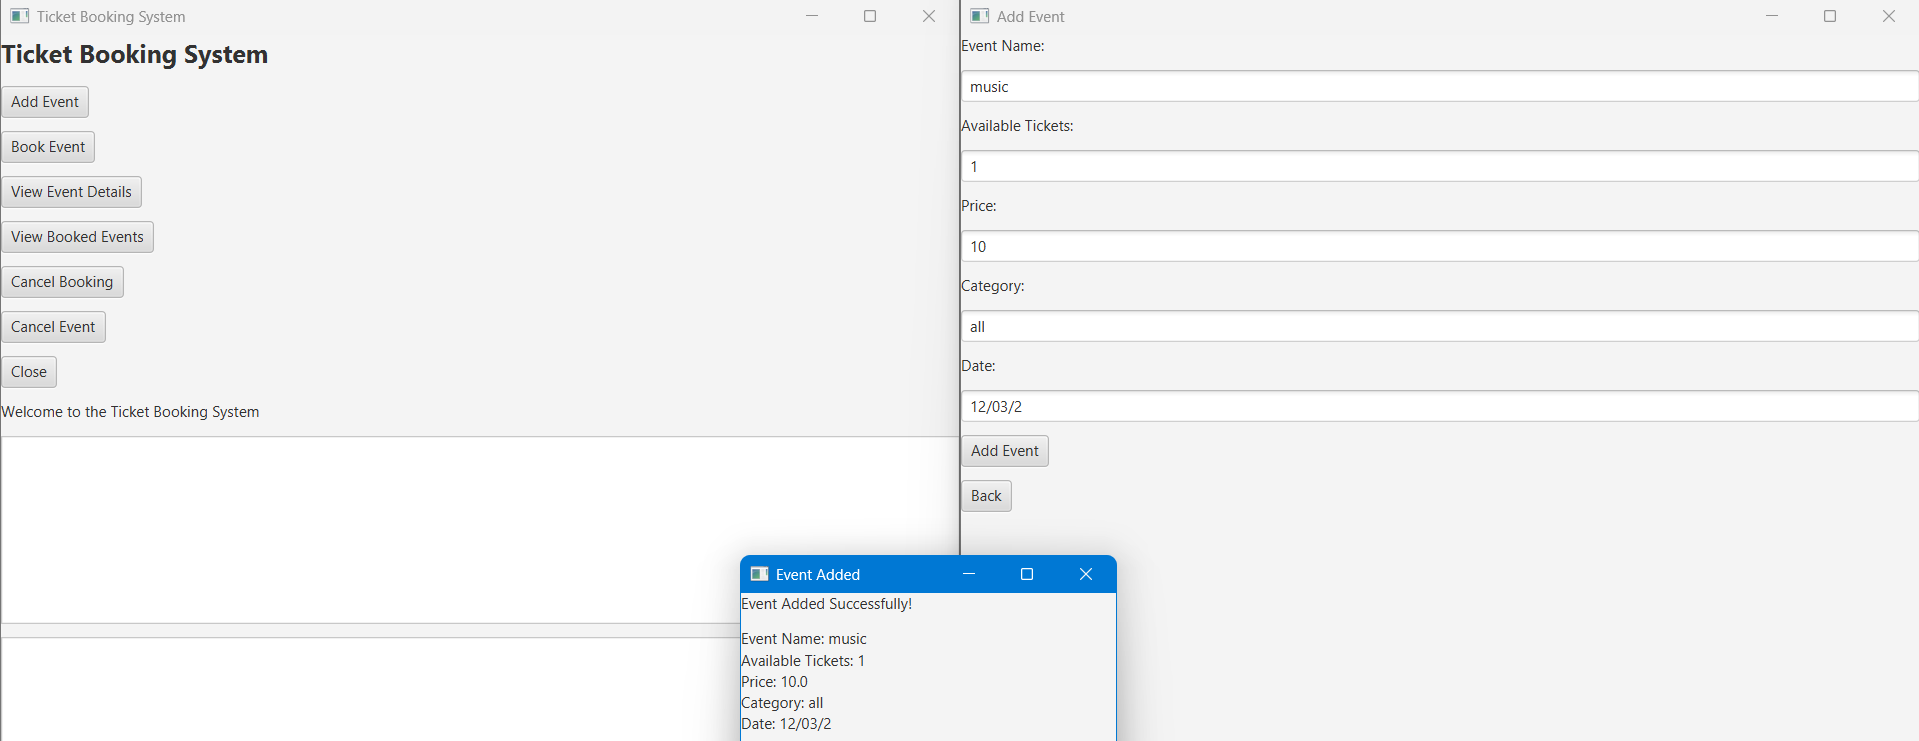 Ticket Booking System
Ticket Booking System
Add Event
Book Event
View Event Details
View Booked Events
Cancel Booking
Cancel Event
Close
Welcome to the Ticket Booking System
Add Event
Event Name:
music
Available Tickets:
1
Price:
10
Category:
all
Date:
12/03/2
Add Event
Back
Event Added
Event Added Successfully!
Event Name: music
Available Tickets: 1
Price: 10.0
Category: all
Date: 12/03/2